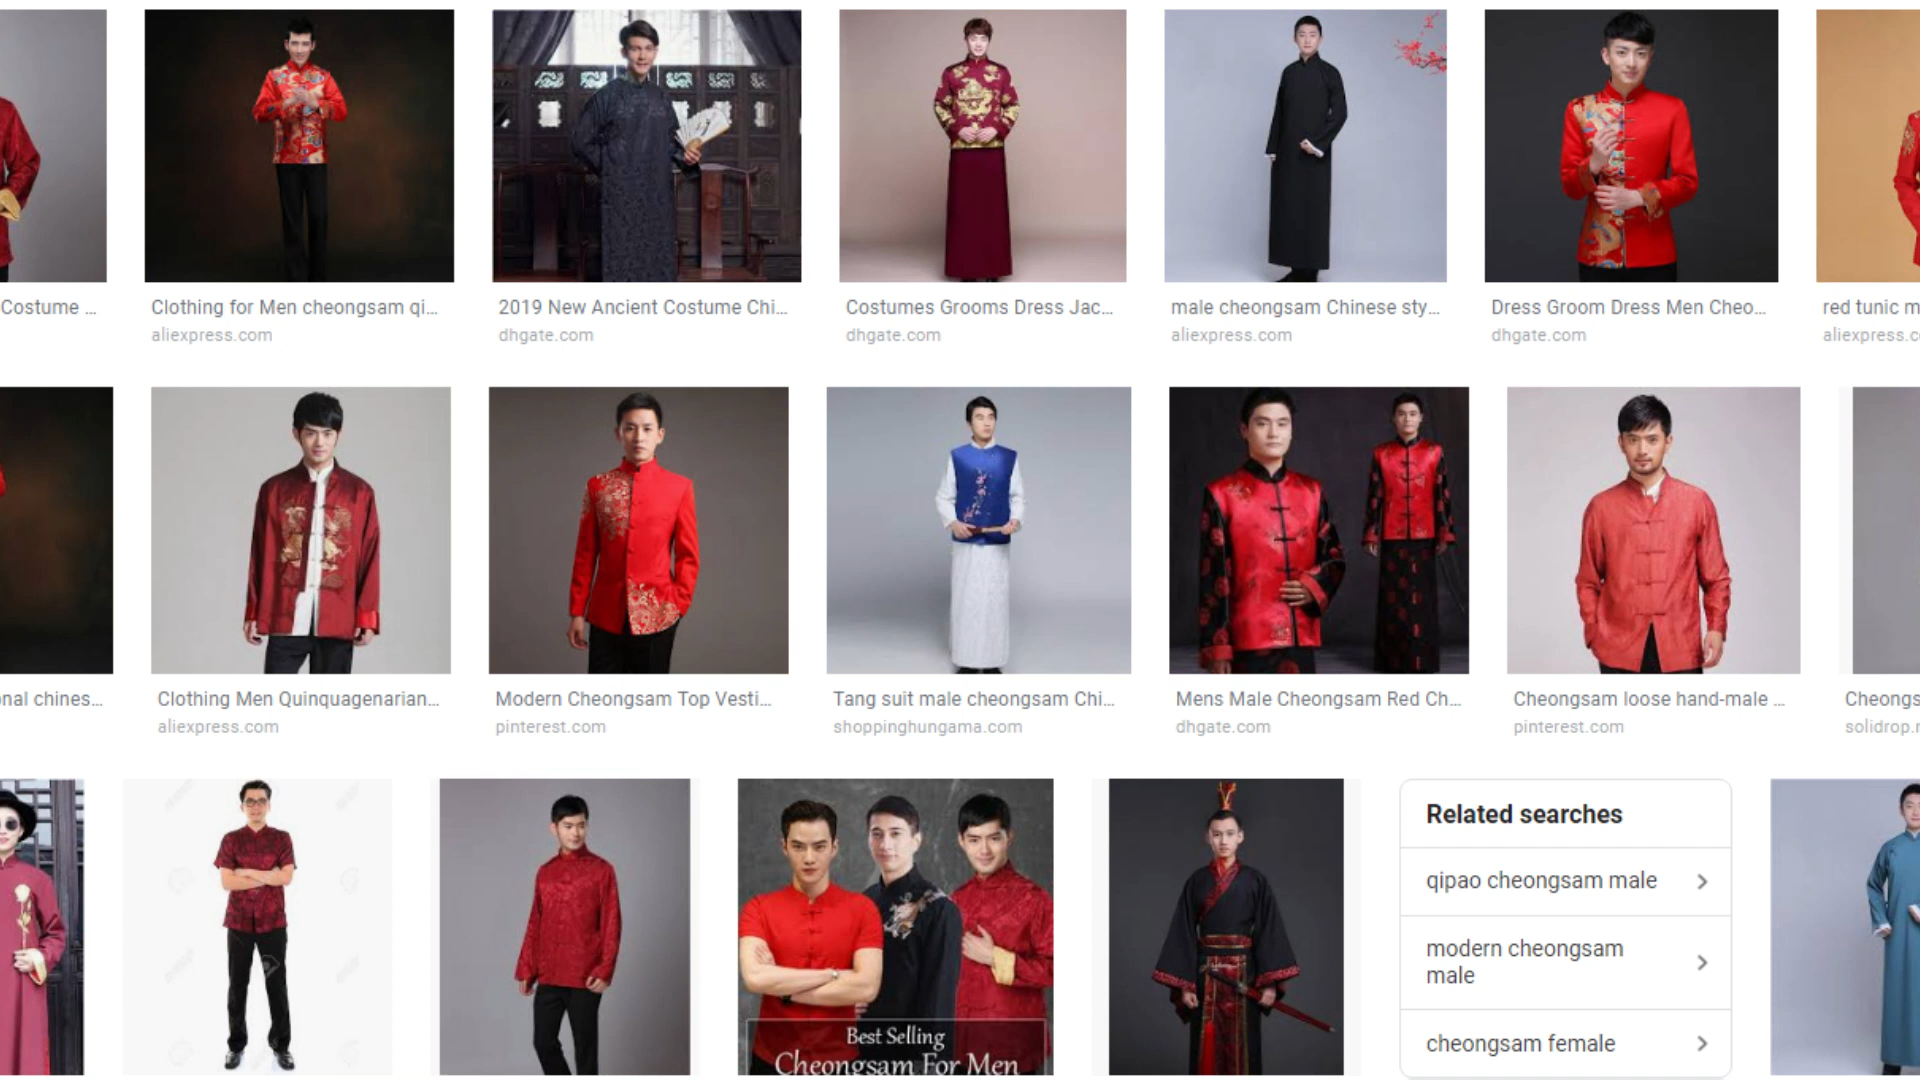 Costume ...
Clothing for Men cheongsam qi...
aliexpress.com
2019 New Ancient Costume Chi...
dhgate.com
Costumes Grooms Dress Jac...
dhgate.com
male cheongsam Chinese sty...
aliexpress.com
Dress Groom Dress Men Cheo...
dhgate.com
red tunic m
aliexpress.c
nal chines...
Clothing Men Quinquagenarian...
aliexpress.com
Modern Cheongsam Top Vesti...
pinterest.com
Tang suit male cheongsam Chi...
shoppinghungama.com
Mens Male Cheongsam Red Ch...
dhgate.com
Cheongsam loose hand-male ...
pinterest.com
Cheongs
solidrop.
Best Selling
Cheongsam For Men
Related searches
qipao cheongsam male
modern cheongsam
male
cheongsam female